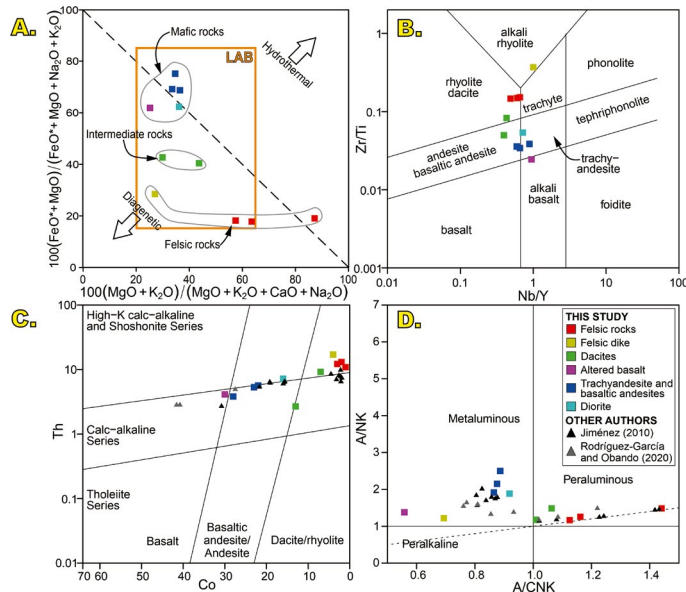 A.
100
80
60
40
20
0
0
20
40
60
80
100
100(FeO*+ MgO)/(FeO*+ MgO + Na₂O + K₂O)
100(MgO + K₂O)/(MgO + K₂O + CaO + Na₂O)
Mafic rocks
LAB
Hydrothermal
Intermediate rocks
Diagenetic
Felsic rocks
B.
1
0.1
0.01
0.001
0.01
0.1
1
10
100
Zr/Ti
Nb/Y
alkali
rhyolite
phonolite
rhyolite
dacite
trachyte
tephriphonolite
andesite
basaltic andesite
trachy-
andesite
alkali
basalt
foidite
basalt
C.
100
10
1
0.1
0.01
70
60
50
40
30
20
10
0
Th
Co
High-K calc-alkaline
and Shoshonite Series
Calc-alkaline
Series
Tholeiite
Series
Basalt
Basaltic
andesite/
Andesite
Dacite/rhyolite
D.
7
6
5
4
3
2
1
0
0.6
0.8
1.0
1.2
1.4
A/NK
A/CNK
Metaluminous
Peraluminous
Peralkaline
THIS STUDY
Felsic rocks
Felsic dike
Dacites
Altered basalt
Trachyandesite and
basaltic andesites
Diorite
OTHER AUTHORS
Jiménez (2010)
Rodríguez-García
and Obando (2020)